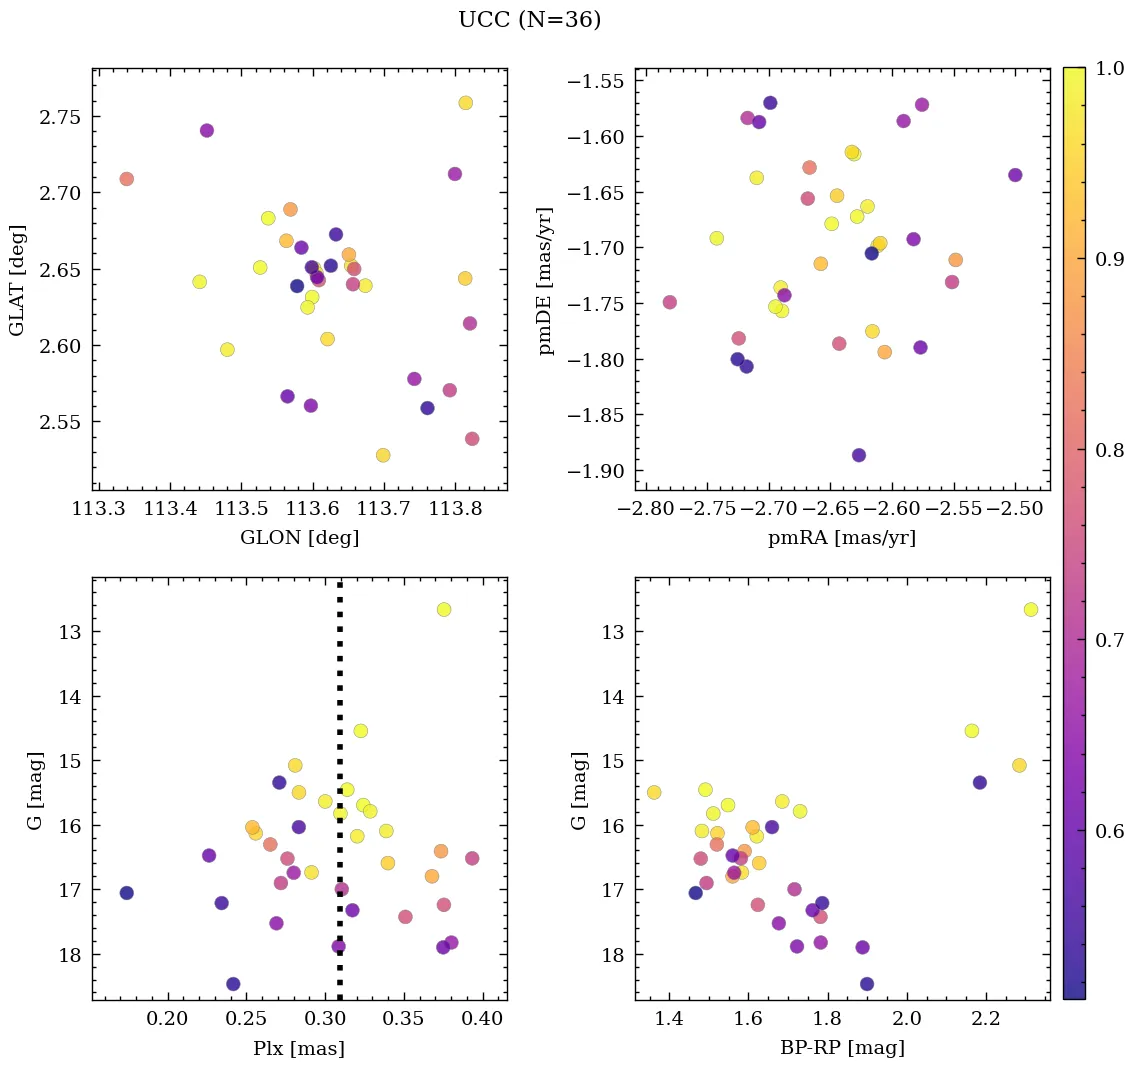 UCC (N=36)
2.75
2.70
2.65
2.60
2.55
GLAT [deg]
113.3 113.4 113.5 113.6 113.7 113.8
GLON [deg]
−1.55
−1.60
−1.65
−1.70
−1.75
−1.80
−1.85
−1.90
pmDE [mas/yr]
−2.80 −2.75 −2.70 −2.65 −2.60 −2.55 −2.50
pmRA [mas/yr]
13
14
15
16
17
18
G [mag]
0.20 0.25 0.30 0.35 0.40
Plx [mas]
13
14
15
16
17
18
G [mag]
1.4 1.6 1.8 2.0 2.2
BP-RP [mag]
1.0
0.9
0.8
0.7
0.6